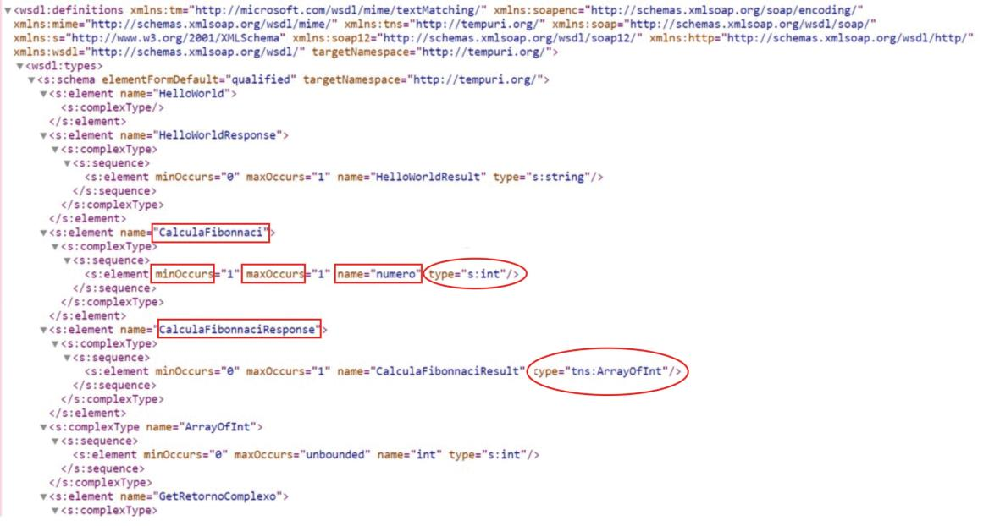 ▼<wsdl:definitions xmlns:tm="http://microsoft.com/wsdl/mime/textMatching/" xmlns:soapenc="http://schemas.xmlsoap.org/soap/encoding/"
xmlns:mime="http://schemas.xmlsoap.org/wsdl/mime/" xmlns:tns="http://tempuri.org/" xmlns:soap="http://schemas.xmlsoap.org/wsdl/soap/"
xmlns:s="http://www.w3.org/2001/XMLSchema" xmlns:soap12="http://schemas.xmlsoap.org/wsdl/soap12/" xmlns:http="http://schemas.xmlsoap.org/wsdl/http/"
xmlns:wsdl="http://schemas.xmlsoap.org/wsdl/" targetNamespace="http://tempuri.org/">
▼<wsdl:types>
▼<s:schema elementFormDefault="qualified" targetNamespace="http://tempuri.org/">
▼<s:element name="HelloWorld">
<s:complexType/>
</s:element>
▼<s:element name="HelloWorldResponse">
▼<s:complexType>
▼<s:sequence>
<s:element minOccurs="0" maxOccurs="1" name="HelloWorldResult" type="s:string"/>
</s:sequence>
</s:complexType>
</s:element>
▼<s:element name="CalculaFibonnaci">
▼<s:complexType>
▼<s:sequence>
<s:element minOccurs="1" maxOccurs="1" name="numero" type="s:int"/>
</s:sequence>
</s:complexType>
</s:element>
▼<s:element name="CalculaFibonnaciResponse">
▼<s:complexType>
▼<s:sequence>
<s:element minOccurs="0" maxOccurs="1" name="CalculaFibonnaciResult" type="tns:ArrayOfInt"/>
</s:sequence>
</s:complexType>
</s:element>
▼<s:complexType name="ArrayOfInt">
▼<s:sequence>
<s:element minOccurs="0" maxOccurs="unbounded" name="int" type="s:int"/>
</s:sequence>
</s:complexType>
▼<s:element name="GetRetornoComplexo">
▼<s:complexType>